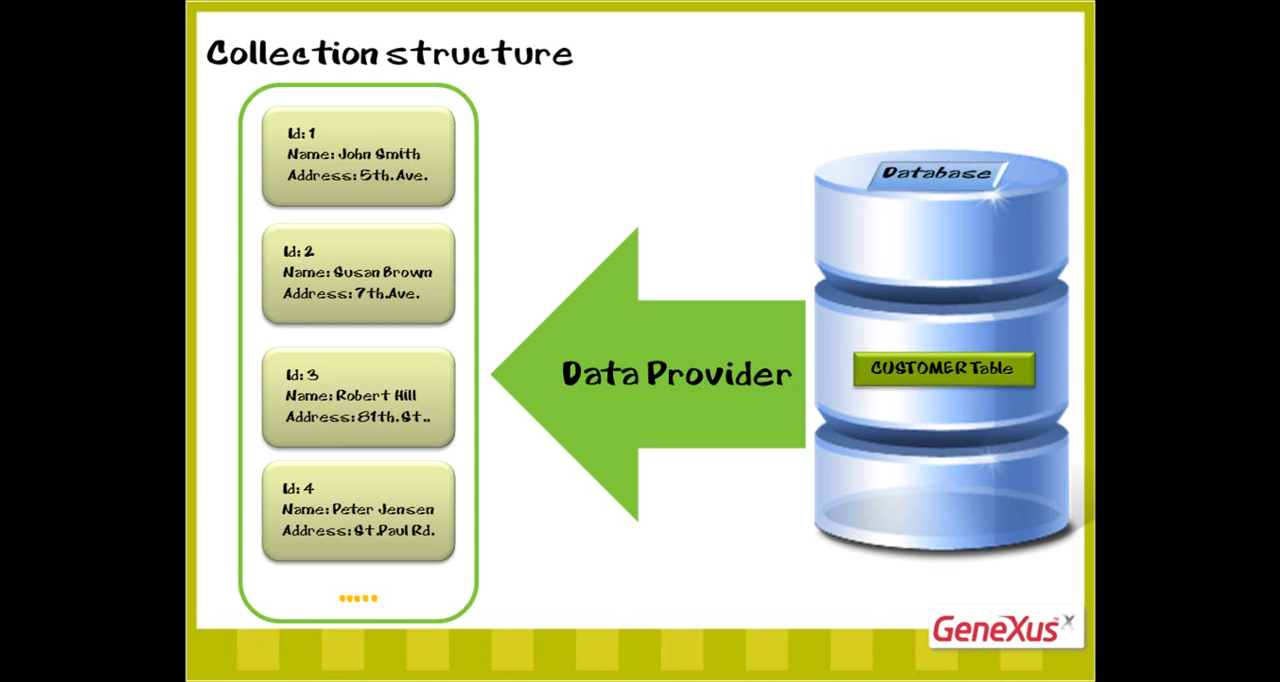 Collection structure
Id: 1
Name: John Smith
Address: 5th. Ave.
Id: 2
Name: Susan Brown
Address: 7th.Ave.
Id: 3
Name: Robert Hill
Address: 81th. St..
Id: 4
Name: Peter Jensen
Address: St.Paul Rd.
.....
Data Provider
Database
CUSTOMER Table
GeneXus X